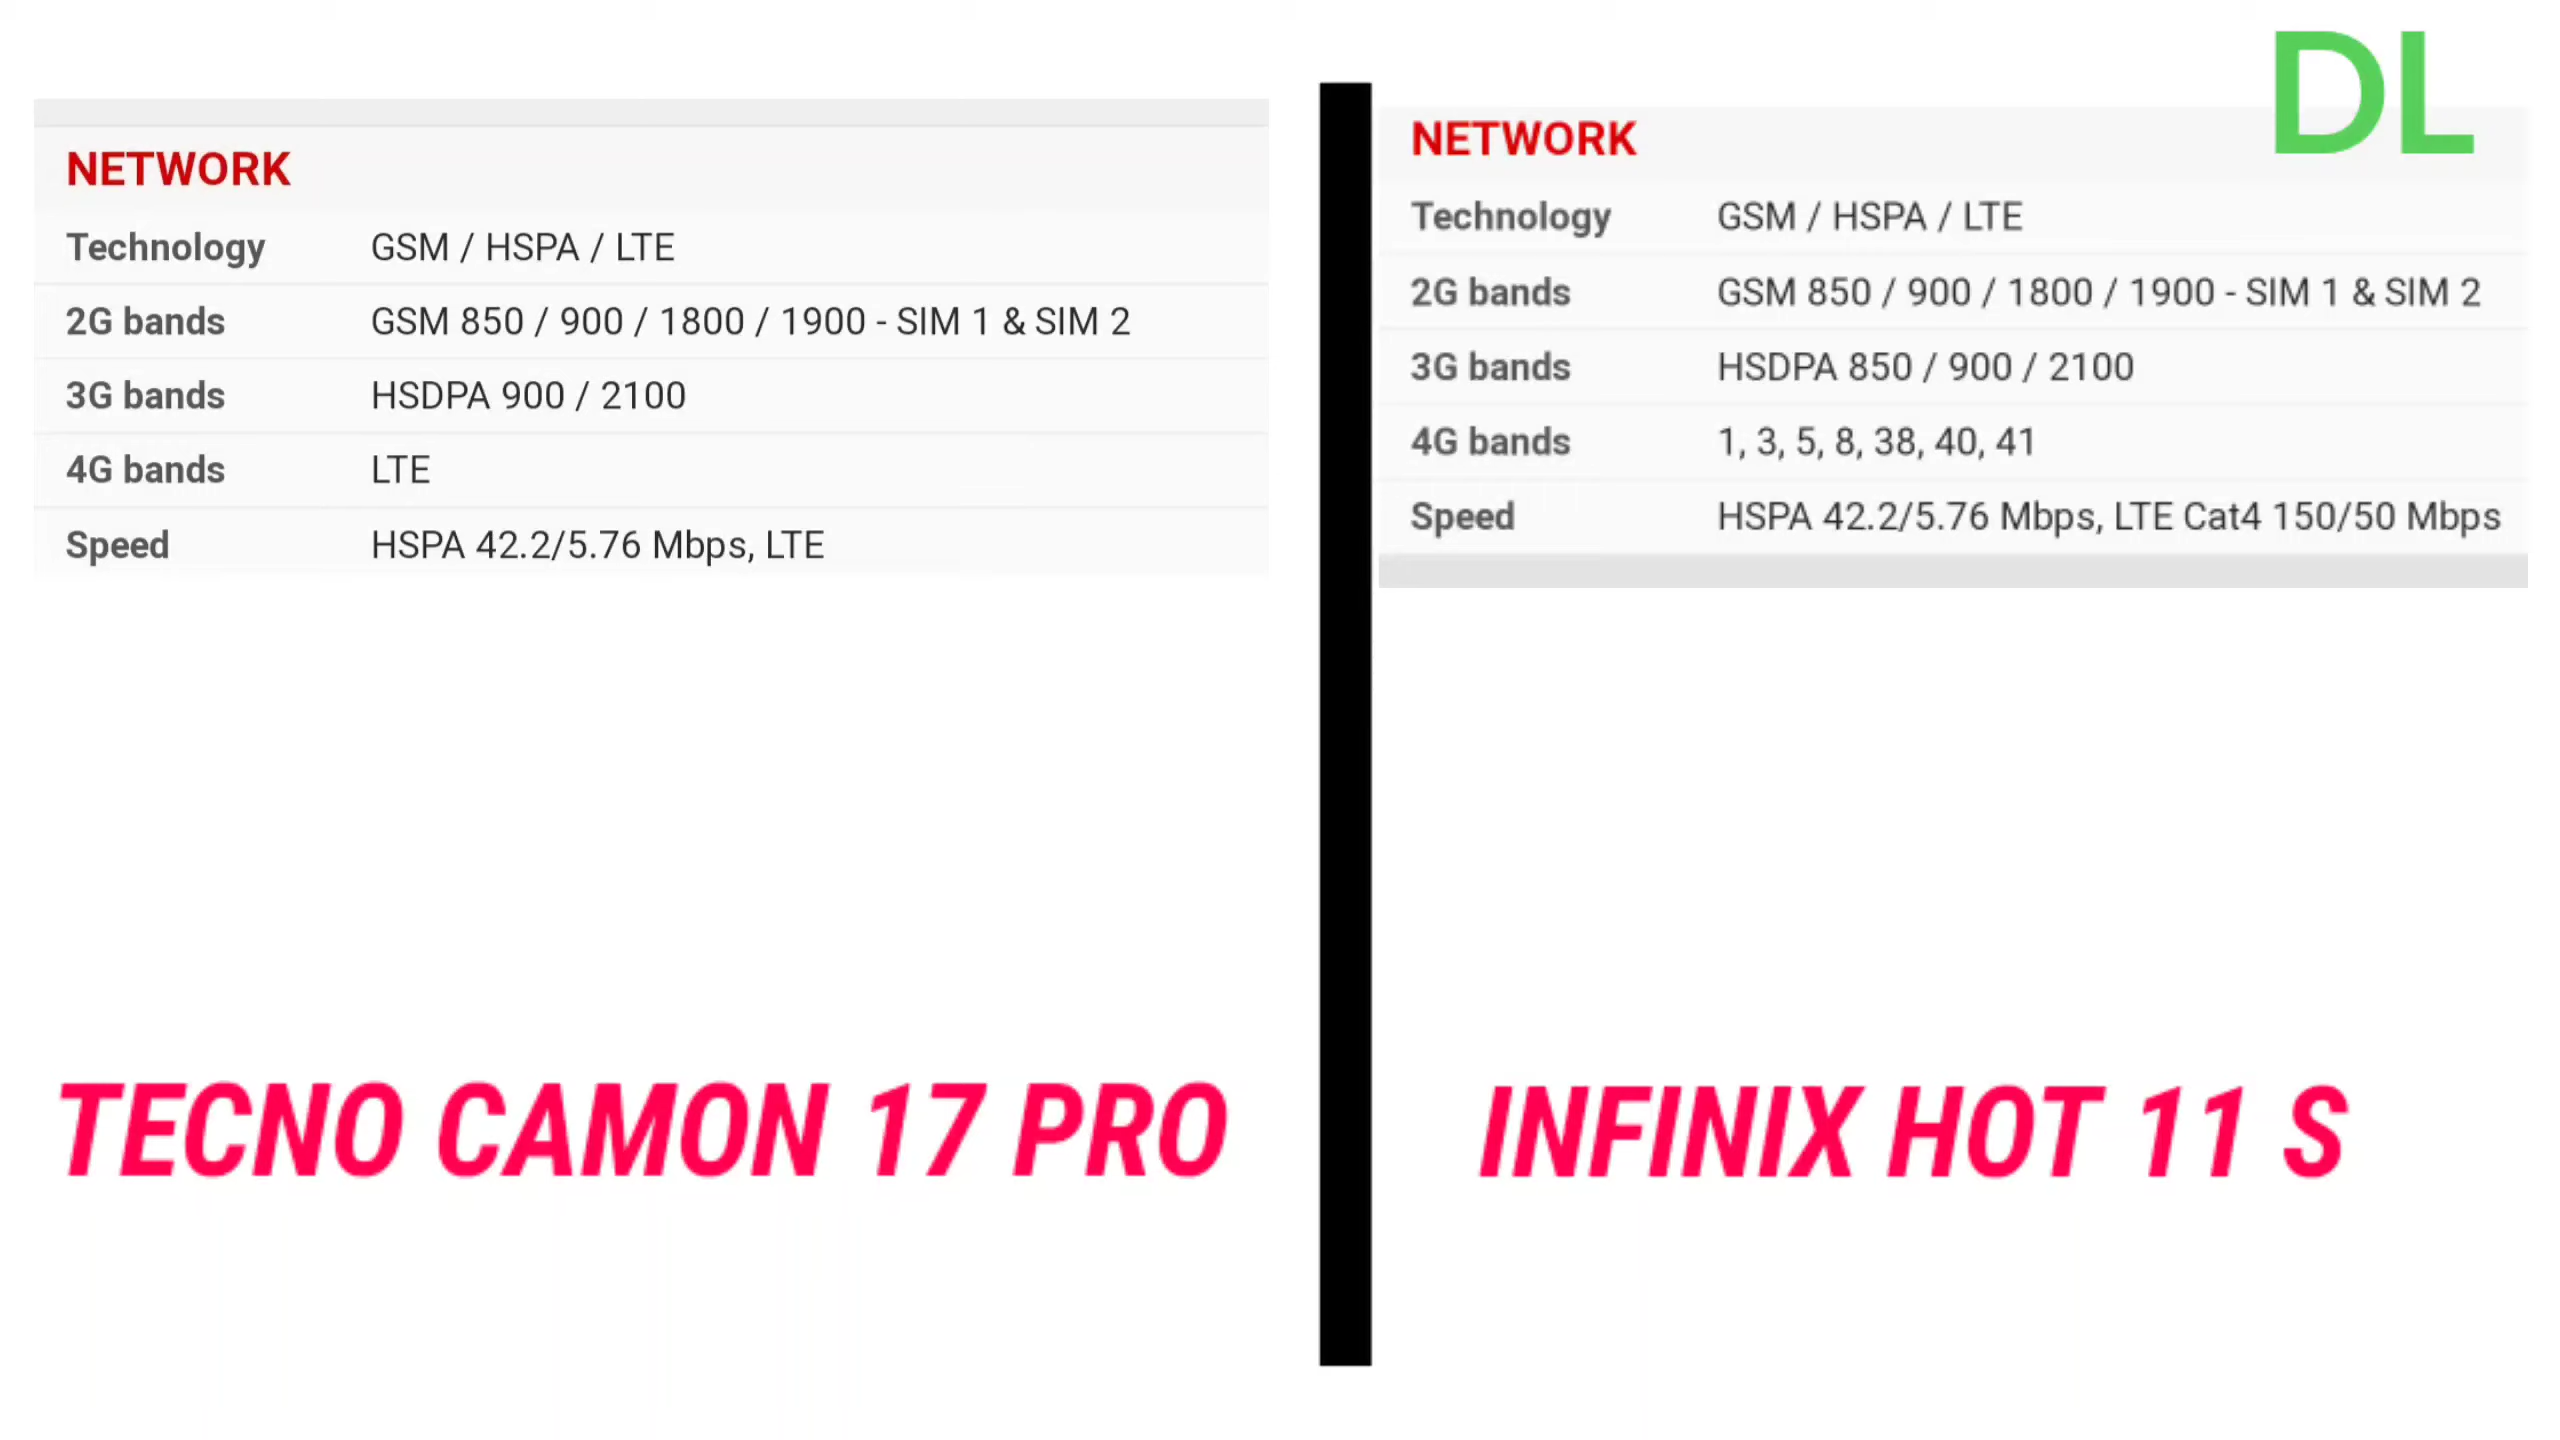 DL
NETWORK
Technology GSM / HSPA / LTE
2G bands GSM 850 / 900 / 1800 / 1900 - SIM 1 & SIM 2
3G bands HSDPA 900 / 2100
4G bands LTE
Speed HSPA 42.2/5.76 Mbps, LTE
TECNO CAMON 17 PRO
NETWORK
Technology GSM / HSPA / LTE
2G bands GSM 850 / 900 / 1800 / 1900 - SIM 1 & SIM 2
3G bands HSDPA 850 / 900 / 2100
4G bands 1, 3, 5, 8, 38, 40, 41
Speed HSPA 42.2/5.76 Mbps, LTE Cat4 150/50 Mbps
INFINIX HOT 11 S